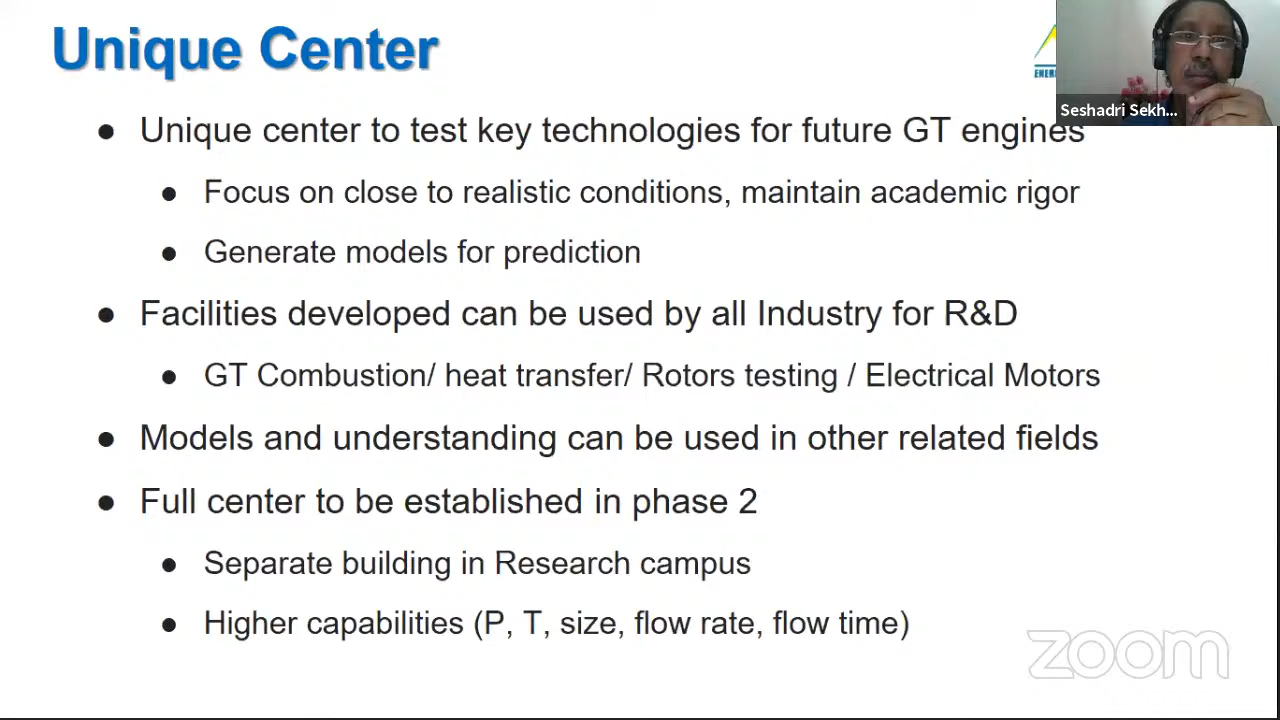 Unique Center
ENER
Seshadri Sekh...
● Unique center to test key technologies for future GT engines
● Focus on close to realistic conditions, maintain academic rigor
● Generate models for prediction
● Facilities developed can be used by all Industry for R&D
● GT Combustion/ heat transfer/ Rotors testing / Electrical Motors
● Models and understanding can be used in other related fields
● Full center to be established in phase 2
● Separate building in Research campus
● Higher capabilities (P, T, size, flow rate, flow time)
zoom